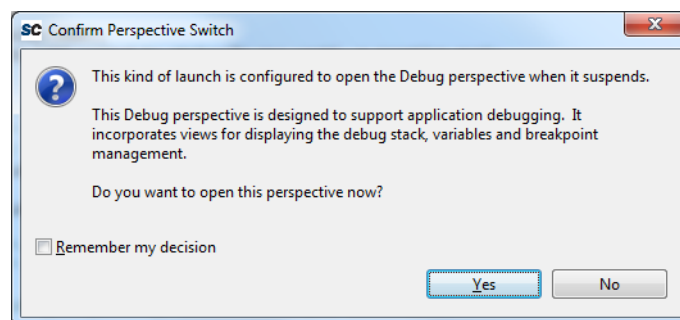 SC Confirm Perspective Switch
This kind of launch is configured to open the Debug perspective when it suspends.
This Debug perspective is designed to support application debugging. It
incorporates views for displaying the debug stack, variables and breakpoint
management.
Do you want to open this perspective now?
Remember my decision
Yes No